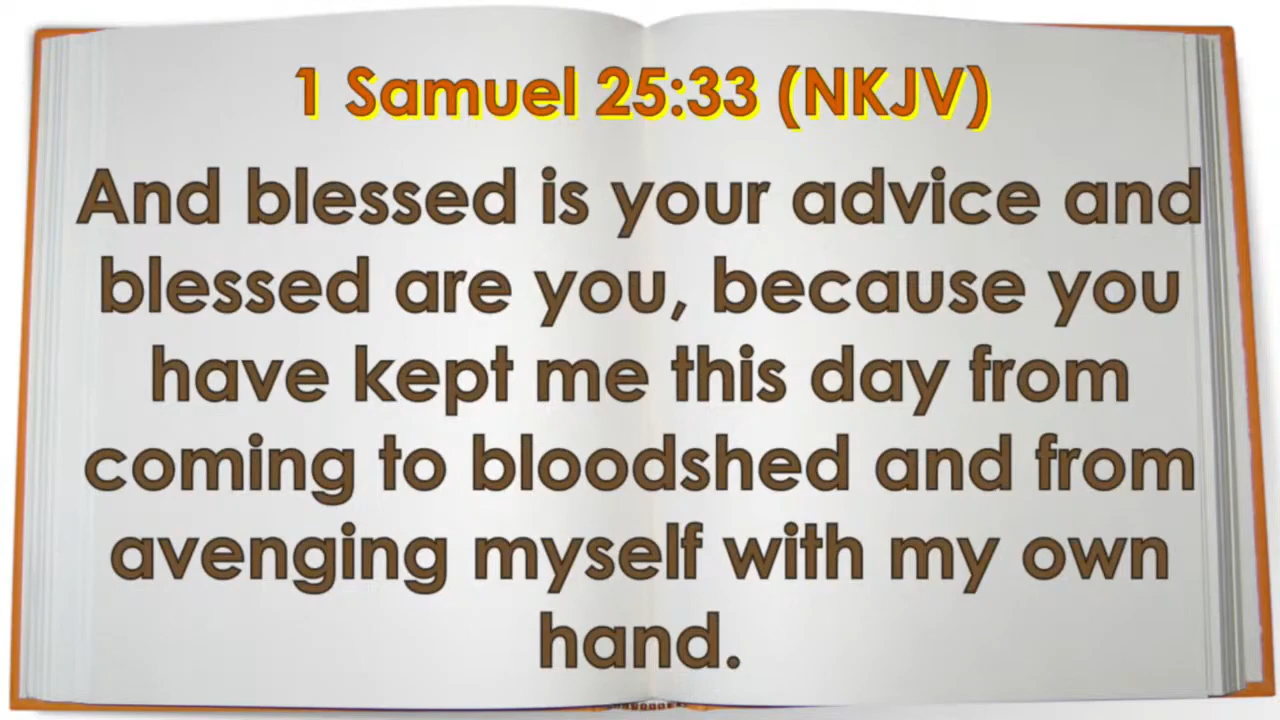 1 Samuel 25:33 (NKJV)
And blessed is your advice and
blessed are you, because you
have kept me this day from
coming to bloodshed and from
avenging myself with my own
hand.